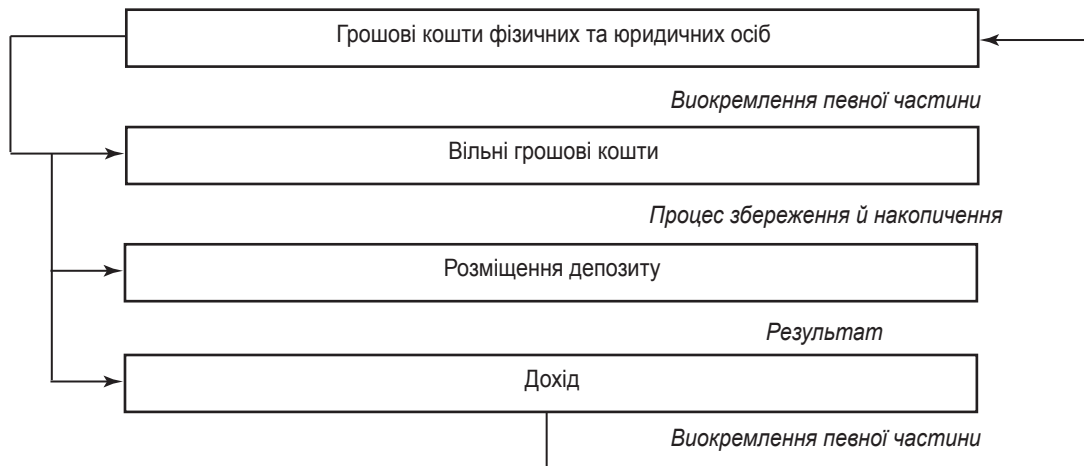 Грошові кошти фізичних та юридичних осіб
Виокремлення певної частини
Вільні грошові кошти
Процес збереження й накопичення
Розміщення депозиту
Результат
Дохід
Виокремлення певної частини